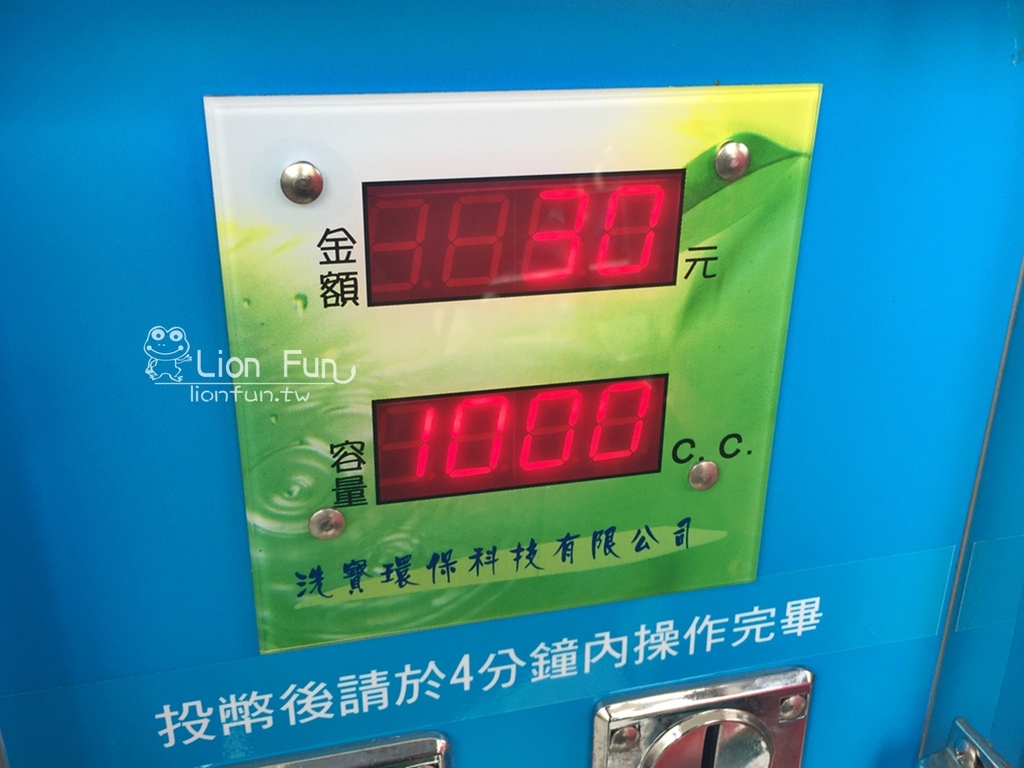 金額 30 元
Lion Fun
lionfun.tw
容量 1000 C.C.
洗寶環保科技有限公司
投幣後請於4分鐘內操作完畢